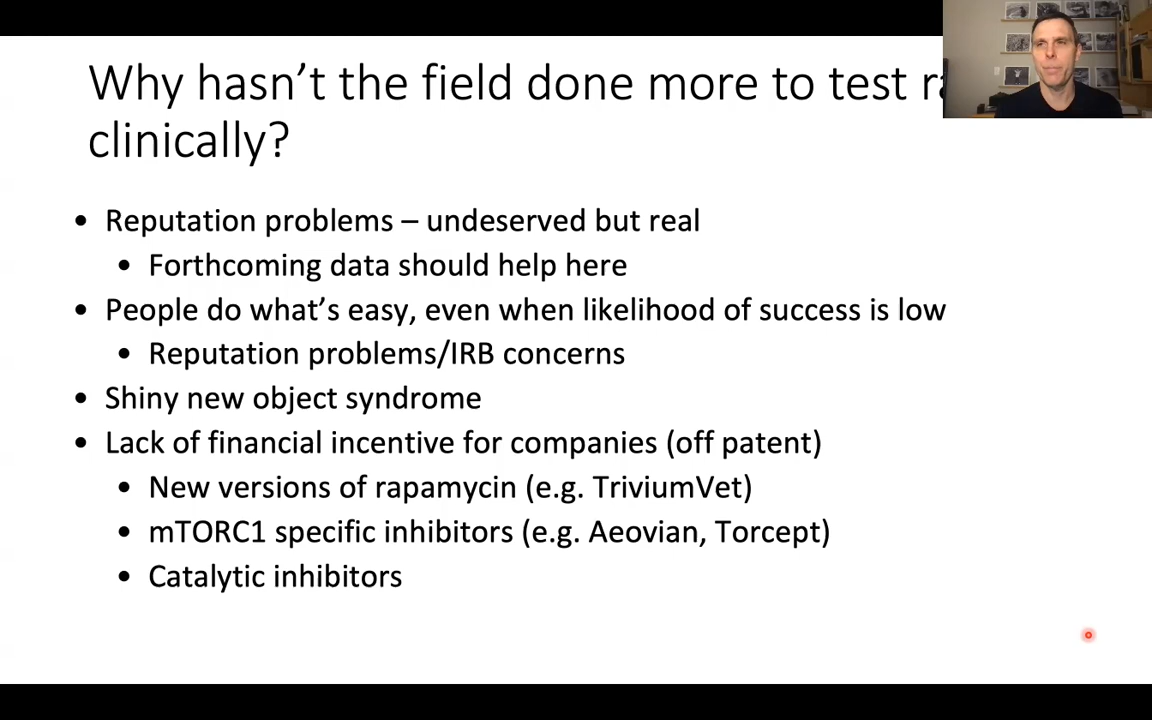 Why hasn’t the field done more to test
clinically?
• Reputation problems – undeserved but real
• Forthcoming data should help here
• People do what’s easy, even when likelihood of success is low
• Reputation problems/IRB concerns
• Shiny new object syndrome
• Lack of financial incentive for companies (off patent)
• New versions of rapamycin (e.g. TriviumVet)
• mTORC1 specific inhibitors (e.g. Aeovian, Torcept)
• Catalytic inhibitors